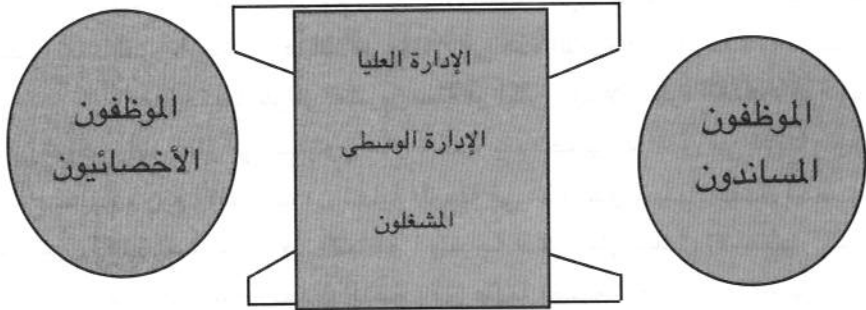 الموظفون
المساندون
الإدارة العليا
الإدارة الوسطى
المشغلون
الموظفون
الأخصائيون